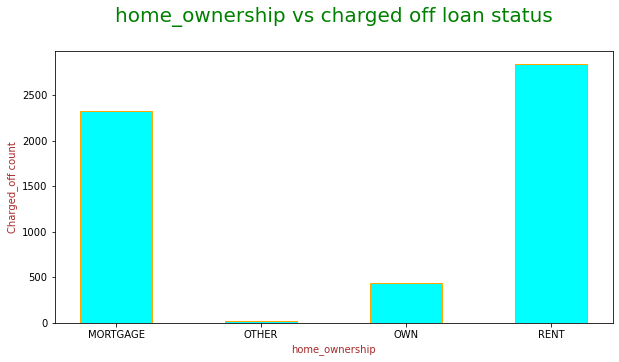 home_ownership vs charged off loan status
Charged_off count
2500
2000
1500
1000
500
0
MORTGAGE OTHER OWN RENT
home_ownership